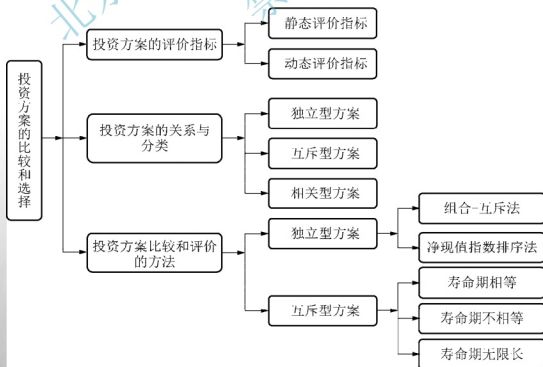 投资方案的比较和选择
投资方案的评价指标
静态评价指标
动态评价指标
投资方案的关系与
分类
独立型方案
互斥型方案
相关型方案
投资方案比较和评价
的方法
独立型方案
组合-互斥法
净现值指数排序法
互斥型方案
寿命期相等
寿命期不相等
寿命期无限长